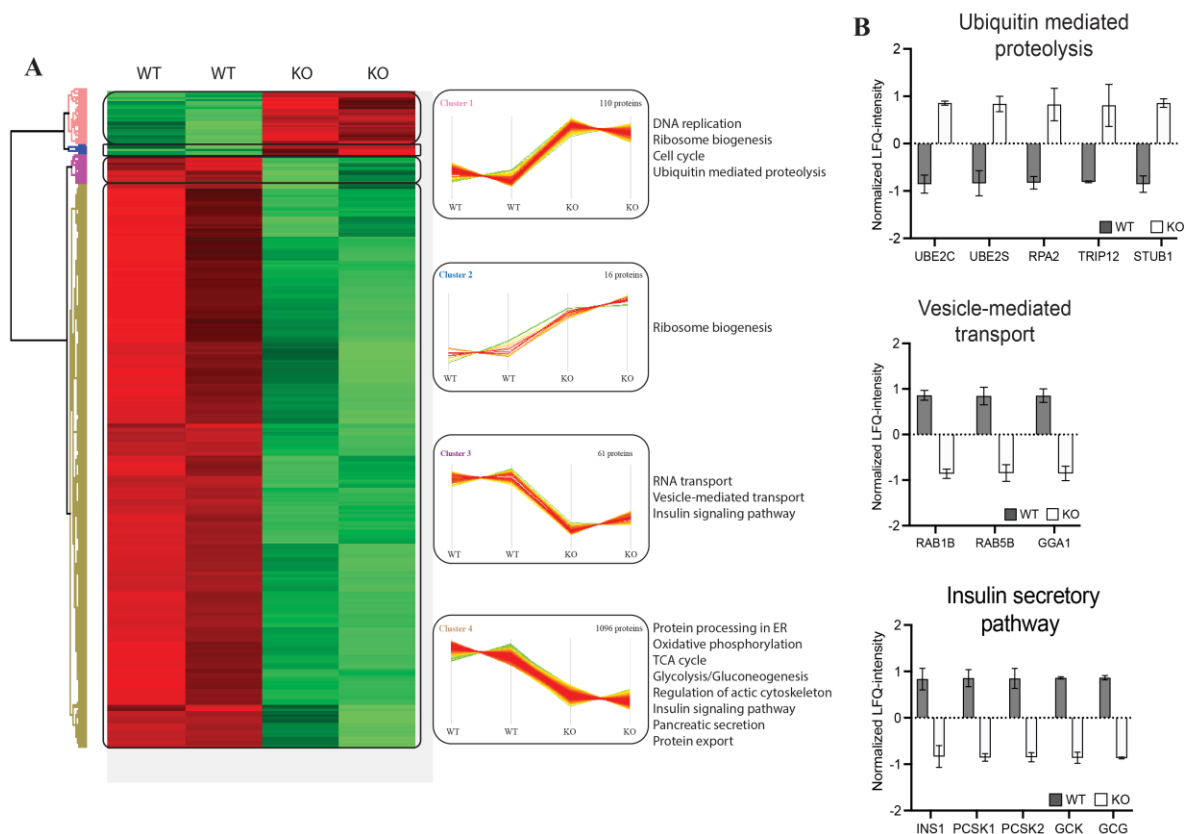 A
WT WT KO KO
Cluster 1 110 proteins
WT WT KO KO
DNA replication
Ribosome biogenesis
Cell cycle
Ubiquitin mediated proteolysis
Cluster 2 16 proteins
WT WT KO KO
Ribosome biogenesis
Cluster 3 61 proteins
WT WT KO KO
RNA transport
Vesicle-mediated transport
Insulin signaling pathway
Cluster 4 1096 proteins
WT WT KO KO
Protein processing in ER
Oxidative phosphorylation
TCA cycle
Glycolysis/Gluconeogenesis
Regulation of actic cytoskeleton
Insulin signaling pathway
Pancreatic secretion
Protein export
B
Ubiquitin mediated
proteolysis
Normalized LFQ-intensity
2
1
0
-1
-2
WT KO
UBE2C UBE2S RPA2 TRIP12 STUB1
Vesicle-mediated
transport
Normalized LFQ-intensity
2
1
0
-1
-2
WT KO
RAB1B RAB5B GGA1
Insulin secretory
pathway
Normalized LFQ-intensity
2
1
0
-1
-2
WT KO
INS1 PCSK1 PCSK2 GCK GCG